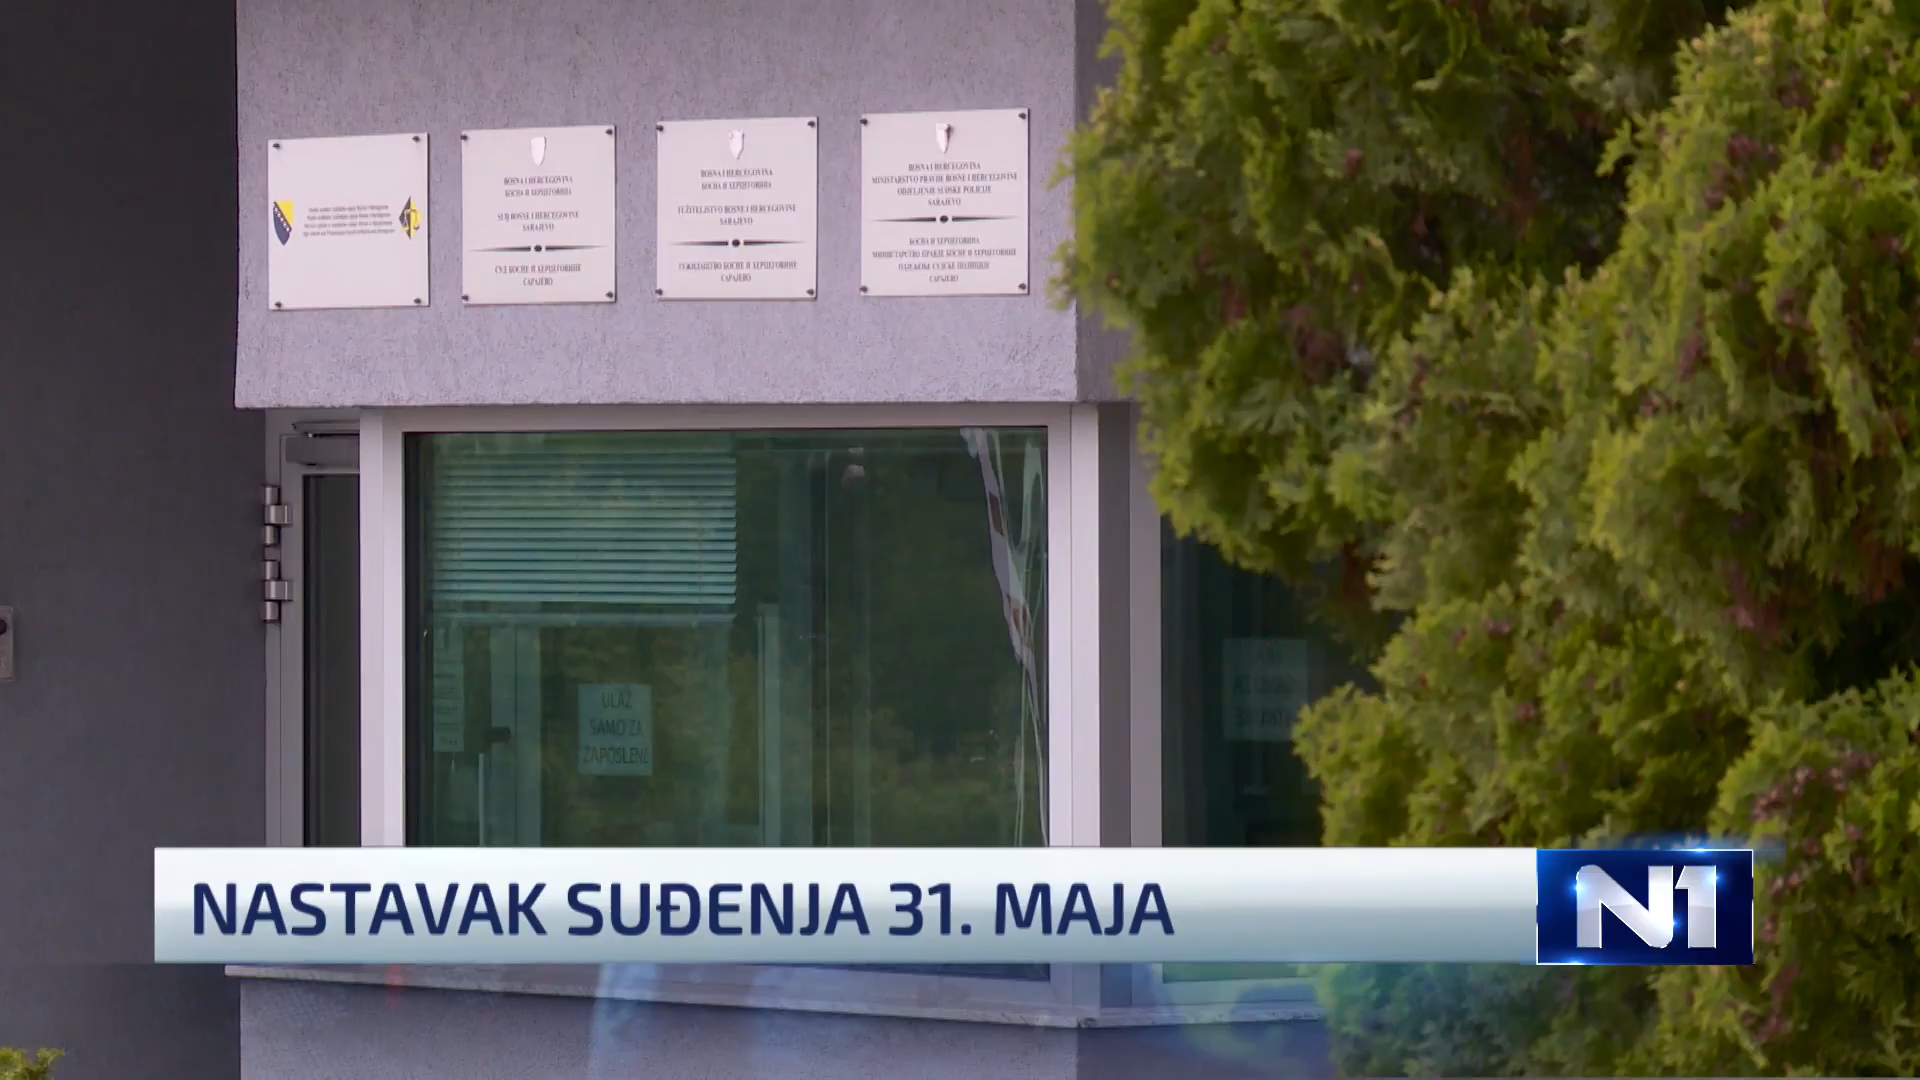 BOSNA I HERCEGOVINA
БОСНА И ХЕРЦЕГОВИНА
SUD BOSNE I HERCEGOVINE
SARAJEVO
СУД БОСНЕ И ХЕРЦЕГОВИНЕ
САРАЈЕВО
BOSNA I HERCEGOVINA
БОСНА И ХЕРЦЕГОВИНА
TUŽITELJSTVO BOSNE I HERCEGOVINE
SARAJEVO
ТУЖИЛАШТВО БОСНЕ И ХЕРЦЕГОВИНЕ
САРАЈЕВО
BOSNA I HERCEGOVINA
MINISTARSTVO PRAVDE BOSNE I HERCEGOVINE
ODJELJENJE SUDSKE POLICIJE
SARAJEVO
БОСНА И ХЕРЦЕГОВИНА
МИНИСТАРСТВО ПРАВДЕ БОСНЕ И ХЕРЦЕГОВИНЕ
ОДЈЕЉЕЊЕ СУДСКЕ ПОЛИЦИЈЕ
САРАЈЕВО
ULAZ
SAMO ZA
ZAPOSLENE
NASTAVAK SUĐENJA 31. MAJA
N1